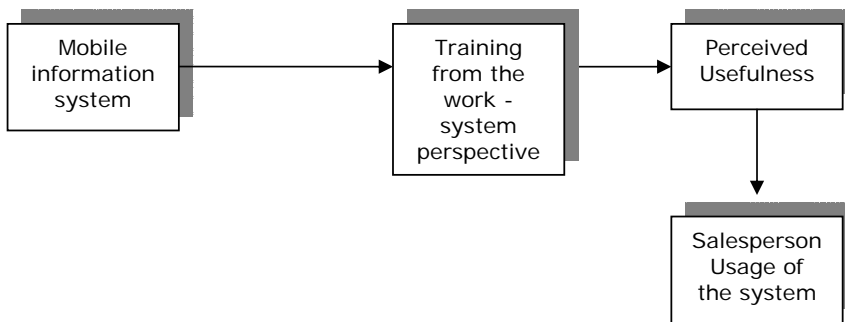 Mobile
information
system
Training
from the
work -
system
perspective
Perceived
Usefulness
Salesperson
Usage of
the system